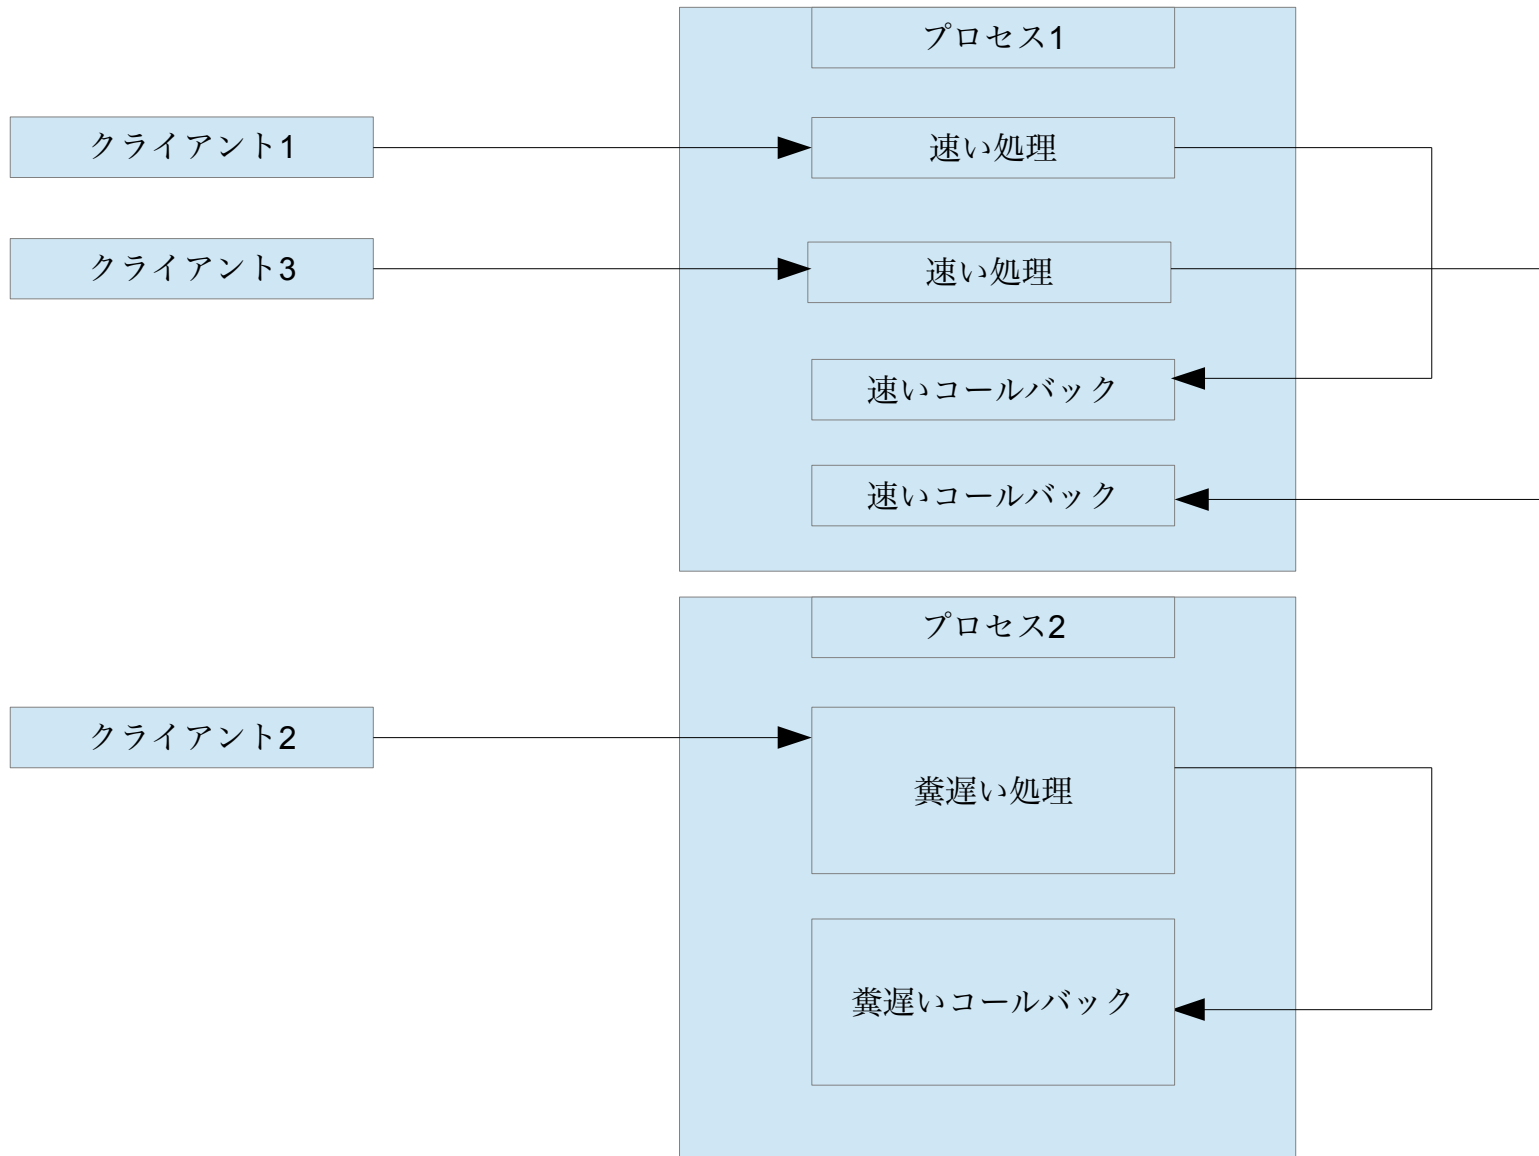 プロセス1
クライアント1
速い処理
クライアント3
速い処理
速いコールバック
速いコールバック
プロセス2
クライアント2
糞遅い処理
糞遅いコールバック